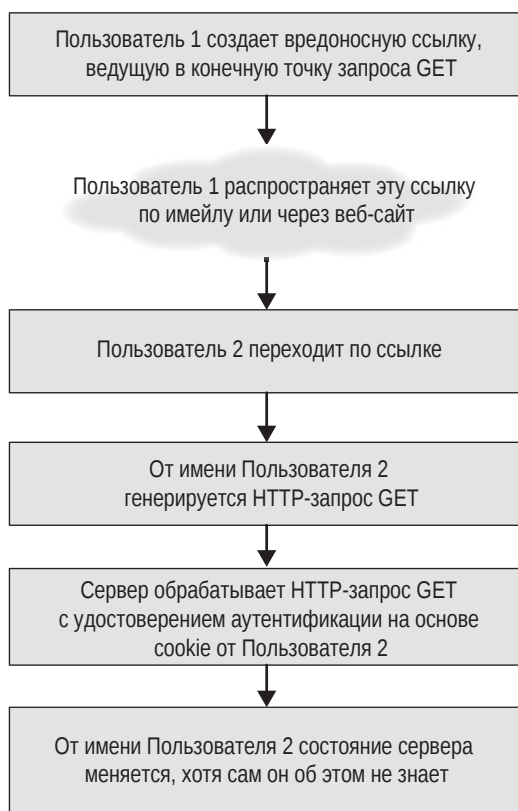 Пользователь 1 создает вредоносную ссылку,
ведущую в конечную точку запроса GET
Пользователь 1 распространяет эту ссылку
по имейлу или через веб-сайт
Пользователь 2 переходит по ссылке
От имени Пользователя 2
генерируется HTTP-запрос GET
Сервер обрабатывает HTTP-запрос GET
с удостоверением аутентификации на основе
cookie от Пользователя 2
От имени Пользователя 2 состояние сервера
меняется, хотя сам он об этом не знает